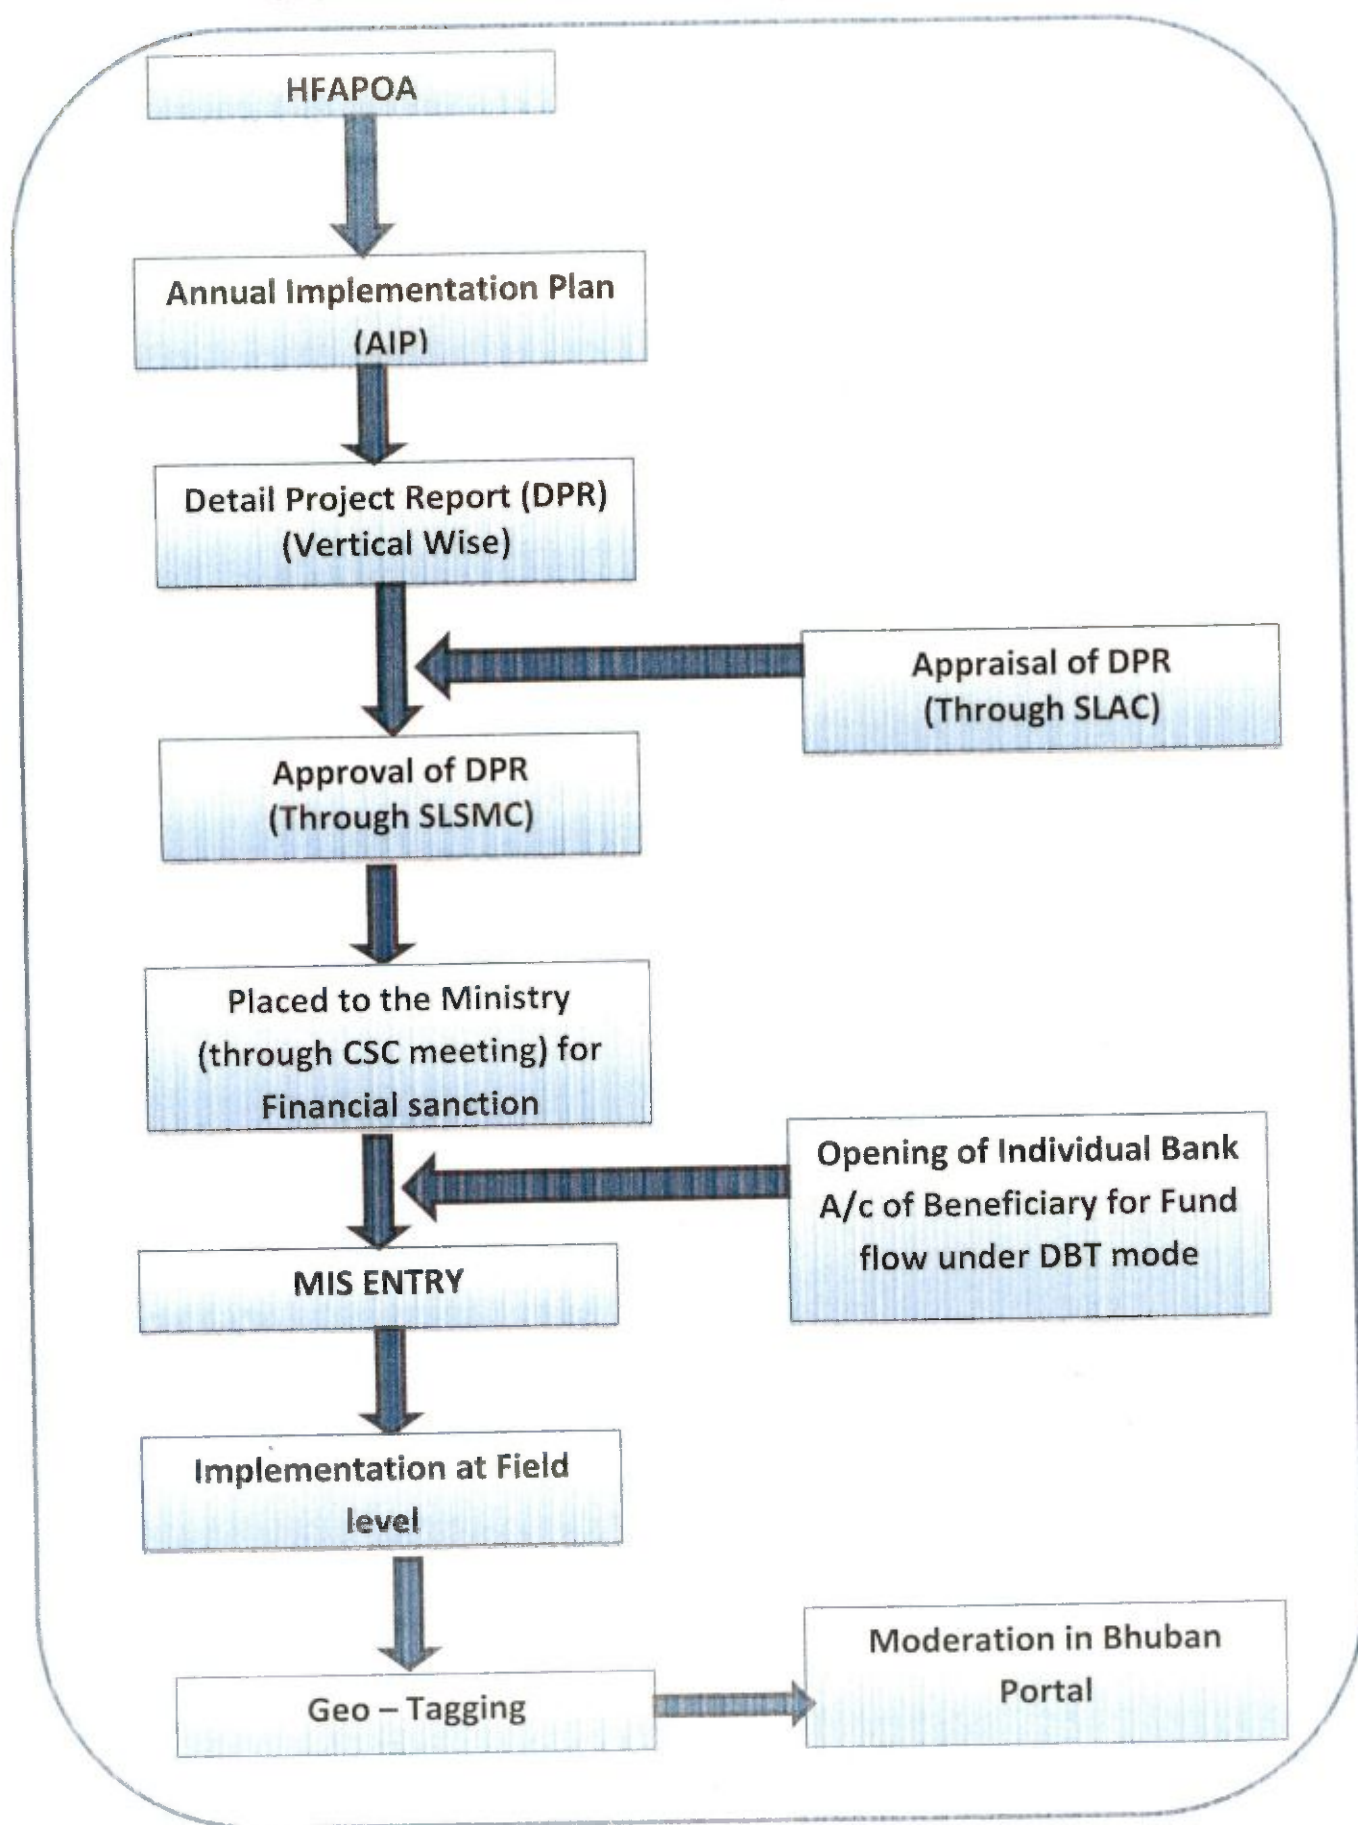 HFAPOA
Annual Implementation Plan
(AIP)
Detail Project Report (DPR)
(Vertical Wise)
Appraisal of DPR
(Through SLAC)
Approval of DPR
(Through SLSMC)
Placed to the Ministry
(through CSC meeting) for
Financial sanction
Opening of Individual Bank
A/c of Beneficiary for Fund
flow under DBT mode
MIS ENTRY
Implementation at Field
level
Geo – Tagging
Moderation in Bhuban
Portal